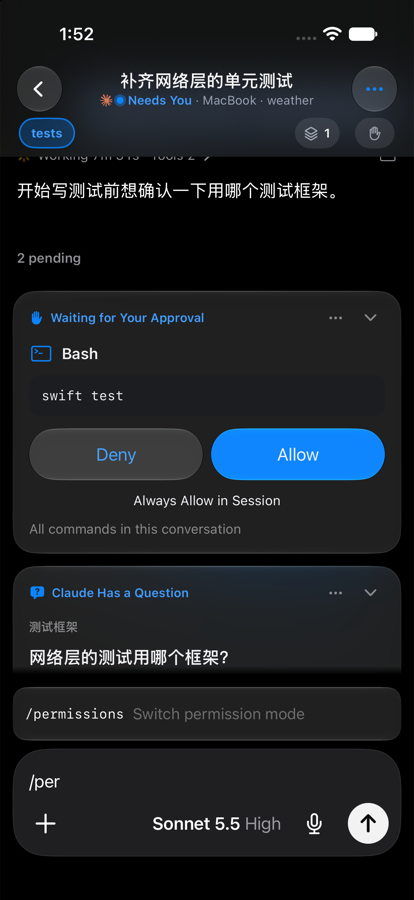 1:52
补齐网络层的单元测试
Needs You · MacBook · weather
tests
1
开始写测试前想确认一下用哪个测试框架。
2 pending
Waiting for Your Approval
Bash
swift test
Deny
Allow
Always Allow in Session
All commands in this conversation
Claude Has a Question
测试框架
网络层的测试用哪个框架?
/permissions Switch permission mode
/per
Sonnet 5.5 High